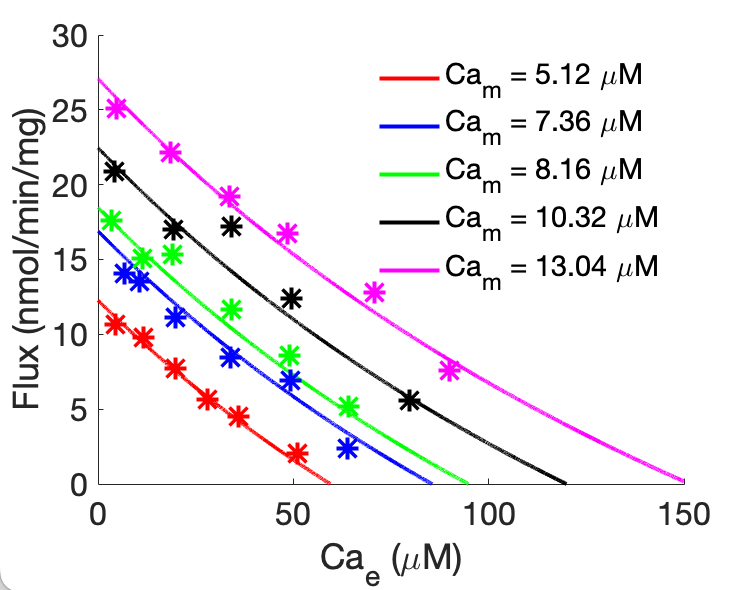 30
25
20
15
10
5
0
0 50 100 150
Flux (nmol/min/mg)
Ca_e (μM)
Ca_m = 5.12 μM
Ca_m = 7.36 μM
Ca_m = 8.16 μM
Ca_m = 10.32 μM
Ca_m = 13.04 μM